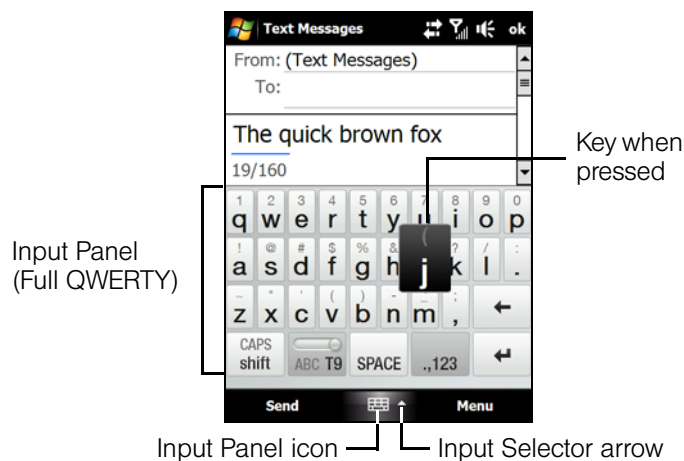 Text Messages ok
From: (Text Messages)
To:
The quick brown fox
19/160
Key when
pressed
Input Panel
(Full QWERTY)
1 2 3 4 5 6 7 8 9 0
q w e r t y u i o p
! @ # $ % & ( ? / :
a s d f g h j k l .
~ " ' ( ) - _ ;
z x c v b n m ,
CAPS
shift ABC T9 SPACE .,123
Send Menu
Input Panel icon Input Selector arrow